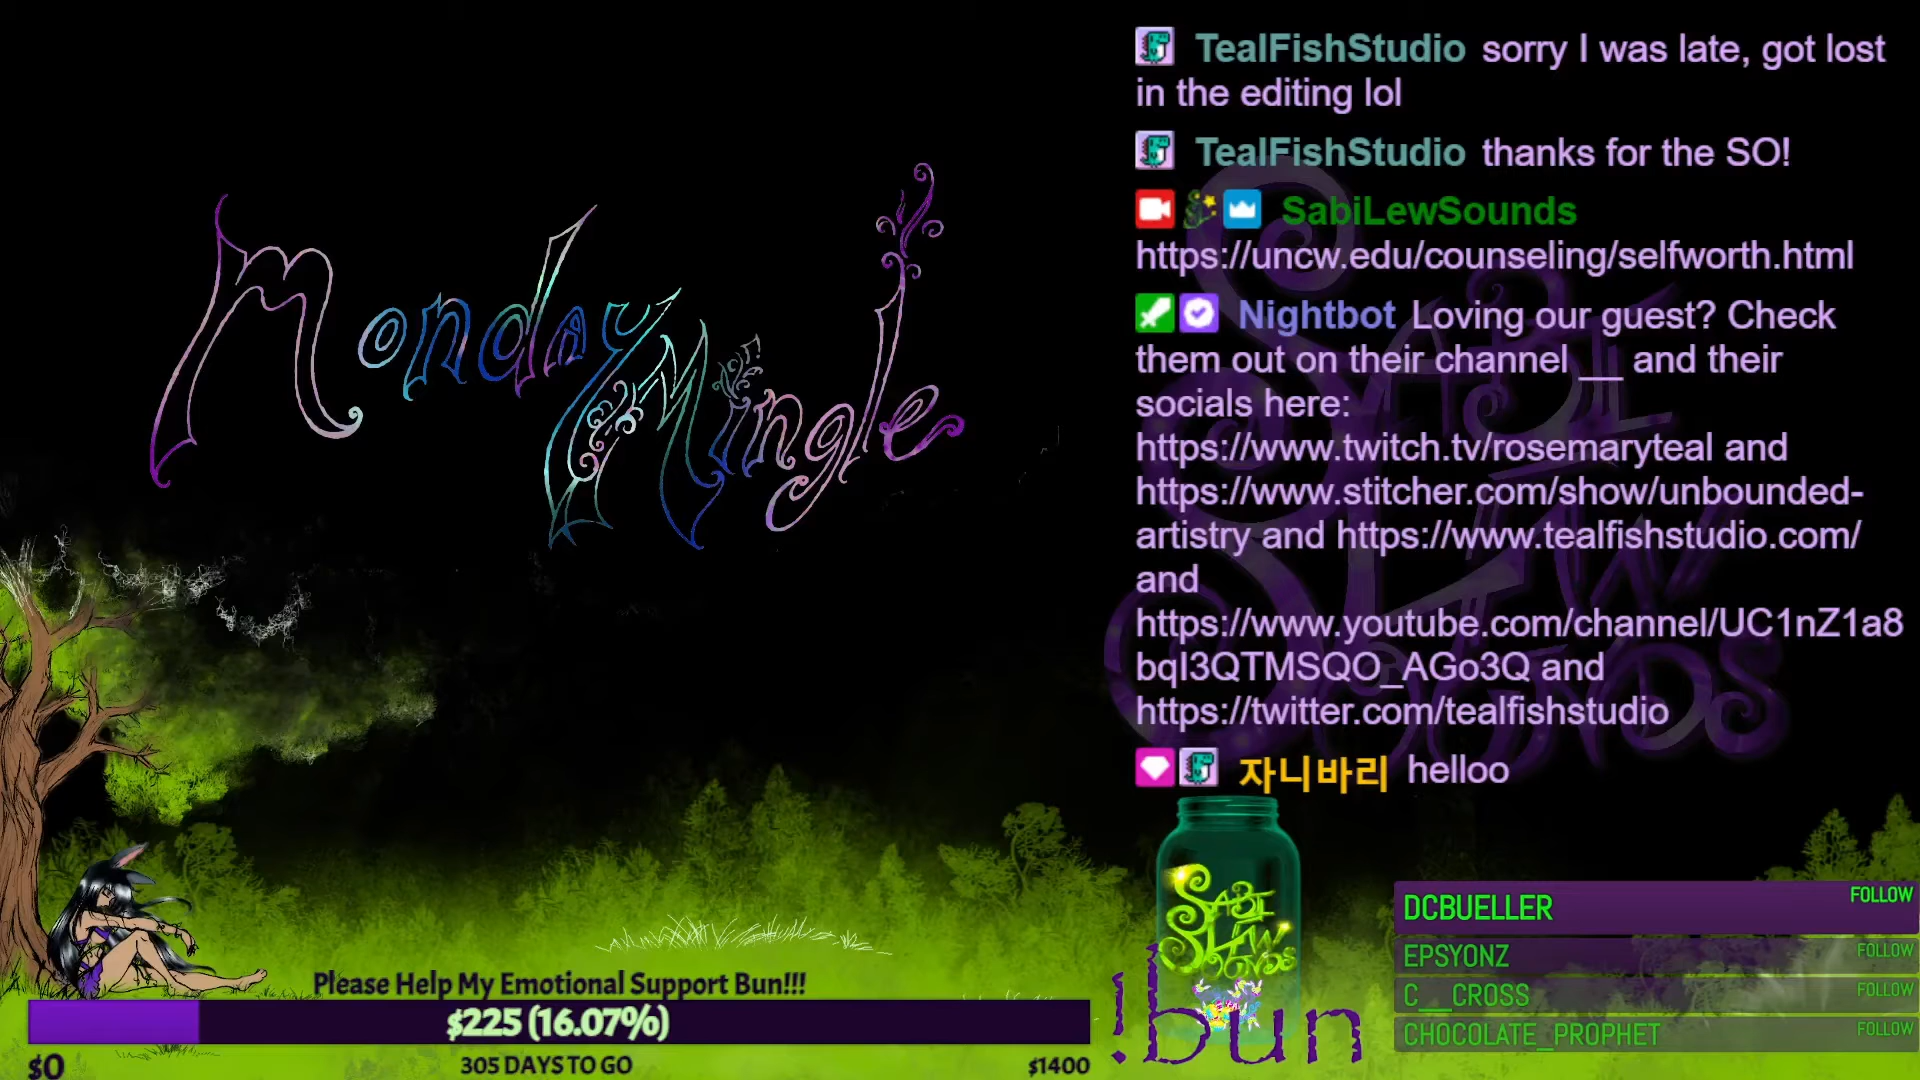 Monday
Mingle
TealFishStudio sorry I was late, got lost
in the editing lol
TealFishStudio thanks for the SO!
SabiLewSounds
https://uncw.edu/counseling/selfworth.html
Nightbot Loving our guest? Check
them out on their channel __ and their
socials here:
https://www.twitch.tv/rosemaryteal and
https://www.stitcher.com/show/unbounded-
artistry and https://www.tealfishstudio.com/
and
https://www.youtube.com/channel/UC1nZ1a8
bqI3QTMSQO_AGo3Q and
https://twitter.com/tealfishstudio
자니바리 helloo
SABI
LEW
SOUNDS
!bun
DCBUELLER FOLLOW
EPSYONZ FOLLOW
C__CROSS FOLLOW
CHOCOLATE_PROPHET FOLLOW
Please Help My Emotional Support Bun!!!
$225 (16.07%)
$0 305 DAYS TO GO $1400